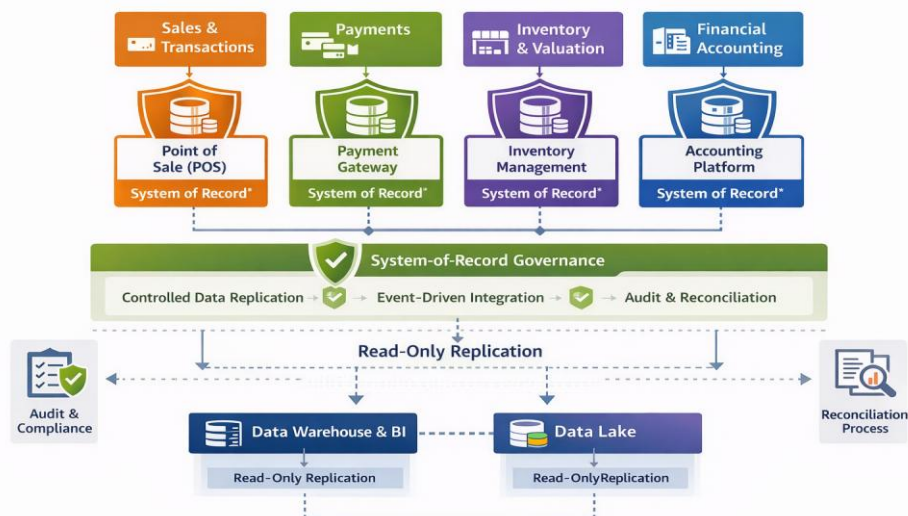 Sales &
Transactions
Payments
Inventory
& Valuation
Financial
Accounting
Point of
Sale (POS)
System of Record*
Payment
Gateway
System of Record*
Inventory
Management
System of Record*
Accounting
Platform
System of Record*
System-of-Record Governance
Controlled Data Replication
Event-Driven Integration
Audit & Reconciliation
Read-Only Replication
Audit &
Compliance
Reconciliation
Process
Data Warehouse & BI
Data Lake
Read-Only Replication
Read-OnlyReplication